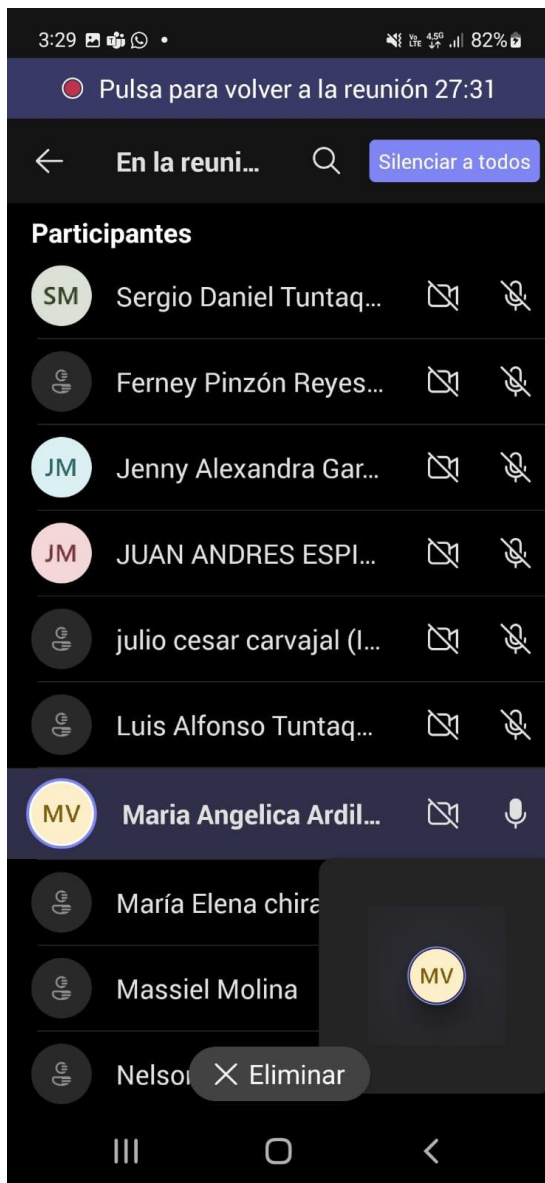 3:29 82%
Pulsa para volver a la reunión 27:31
En la reuni... Silenciar a todos
Participantes
SM Sergio Daniel Tuntaq...
Ferney Pinzón Reyes...
JM Jenny Alexandra Gar...
JM JUAN ANDRES ESPI...
julio cesar carvajal (I...
Luis Alfonso Tuntaq...
MV Maria Angelica Ardil...
María Elena chira
MV
Massiel Molina
Nelso
Eliminar